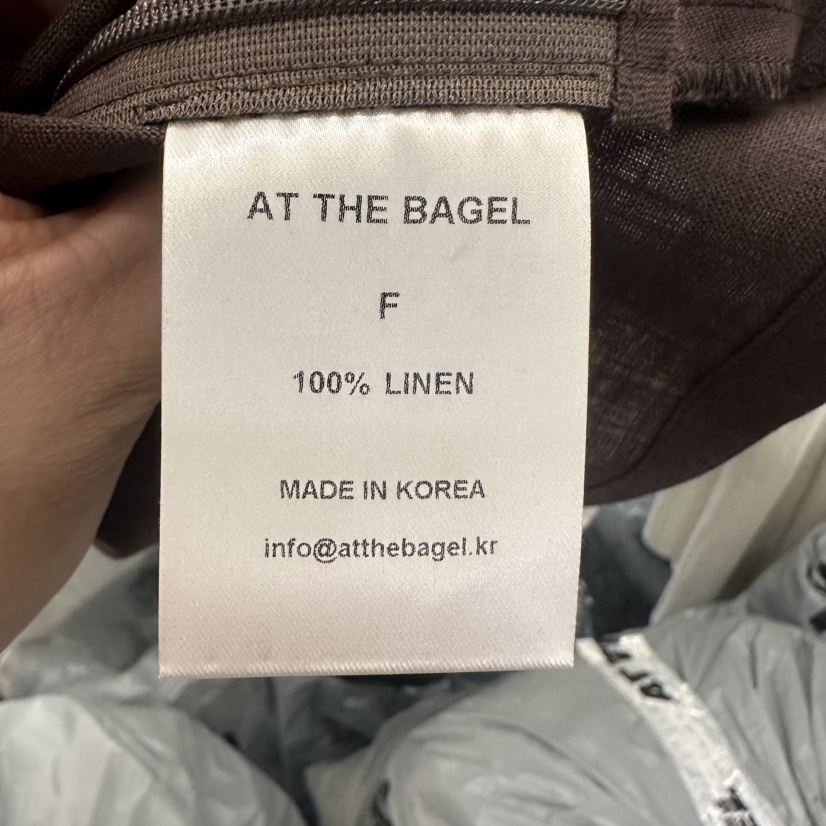 AT THE BAGEL
F
100% LINEN
MADE IN KOREA
info@atthebagel.kr